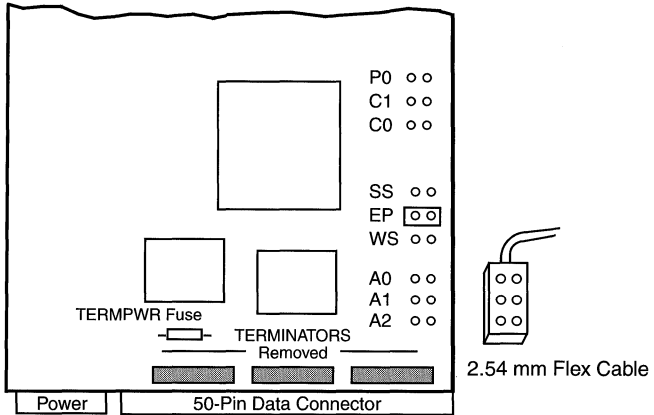 P0
C1
C0
SS
EP
WS
A0
A1
A2
TERMPWR Fuse
TERMINATORS
Removed
2.54 mm Flex Cable
Power
50-Pin Data Connector